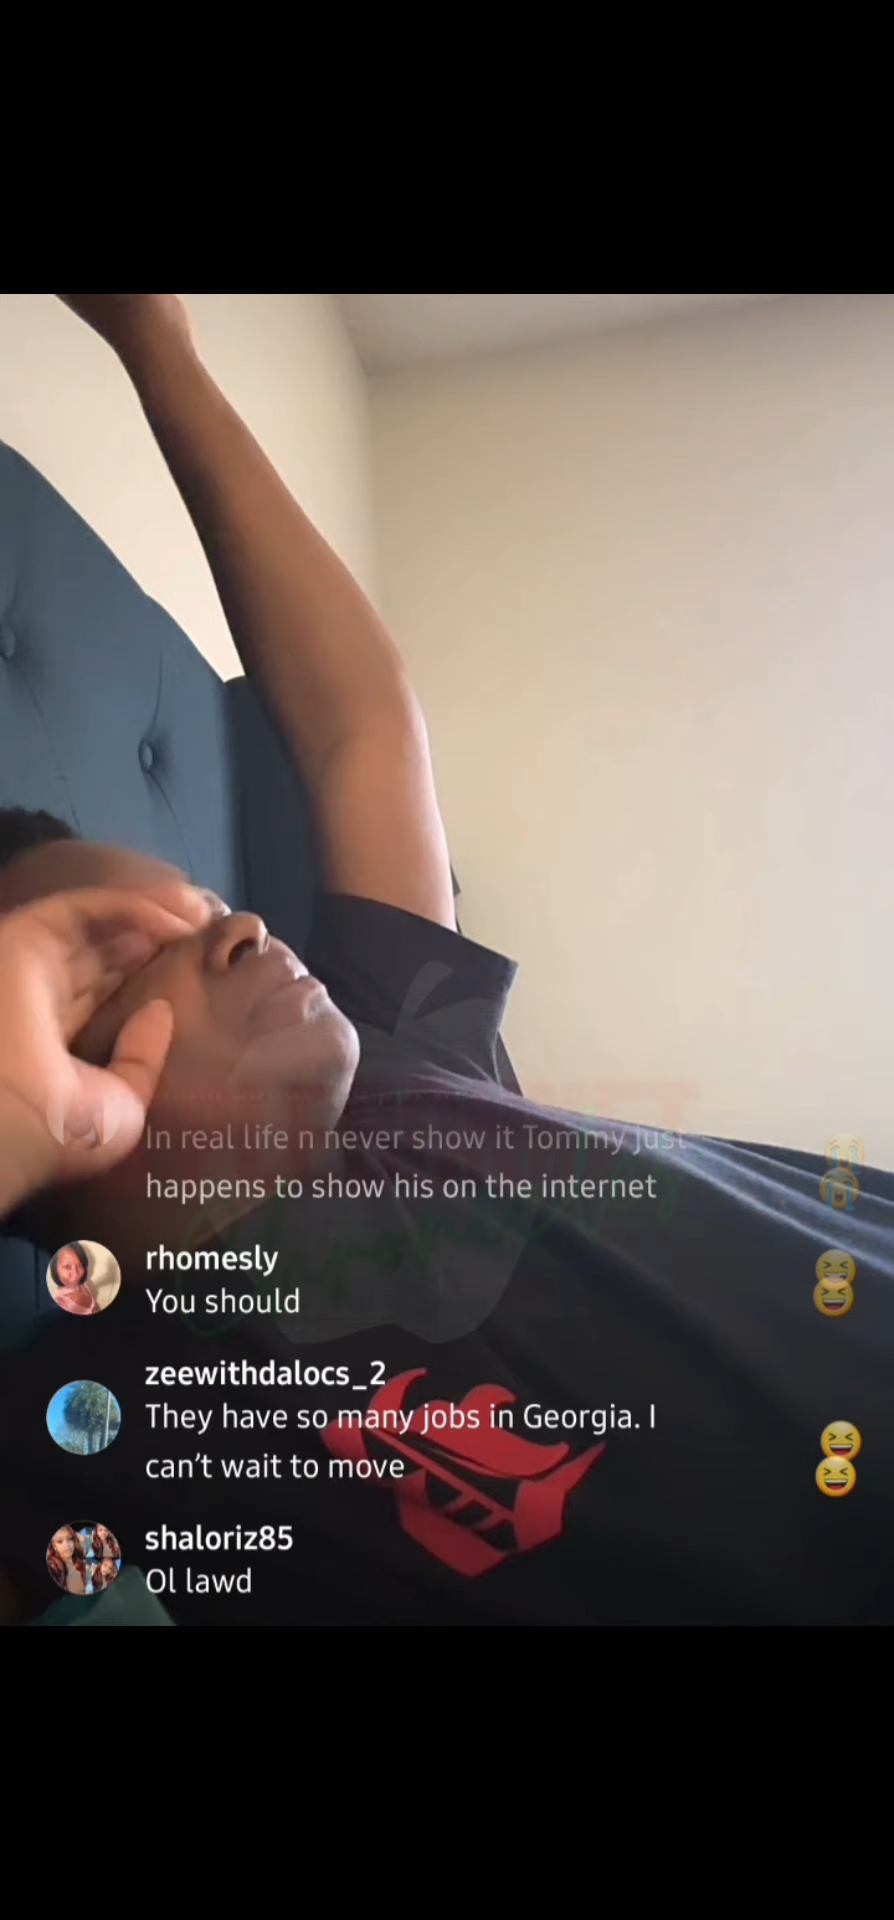 In real life n never show it Tommy just
happens to show his on the internet
rhomesly
You should
zeewithdalocs_2
They have so many jobs in Georgia. I
can’t wait to move
shaloriz85
Ol lawd